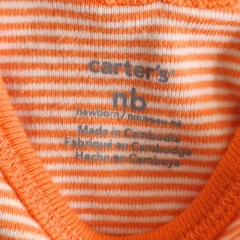 carter's®
nb
newborn/nouveau-né
Made in Cambodia
Fabriqué au Cambodge
Hecho en Camboya